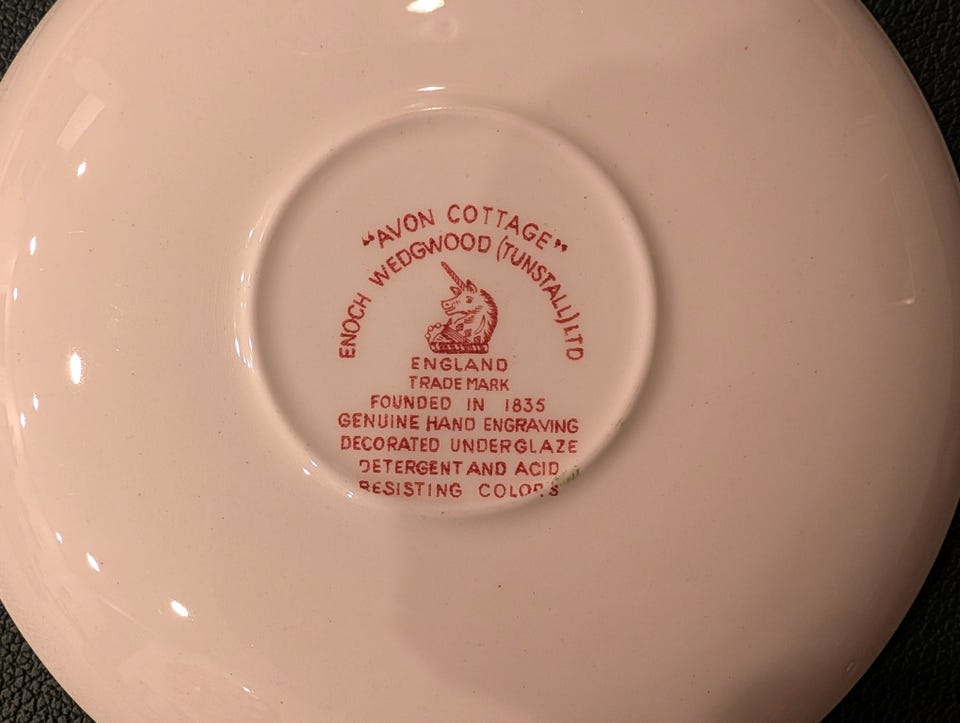 "AVON COTTAGE"
ENOCH WEDGWOOD (TUNSTALL) LTD
ENGLAND
TRADE MARK
FOUNDED IN 1835
GENUINE HAND ENGRAVING
DECORATED UNDERGLAZE
DETERGENT AND ACID
RESISTING COLORS